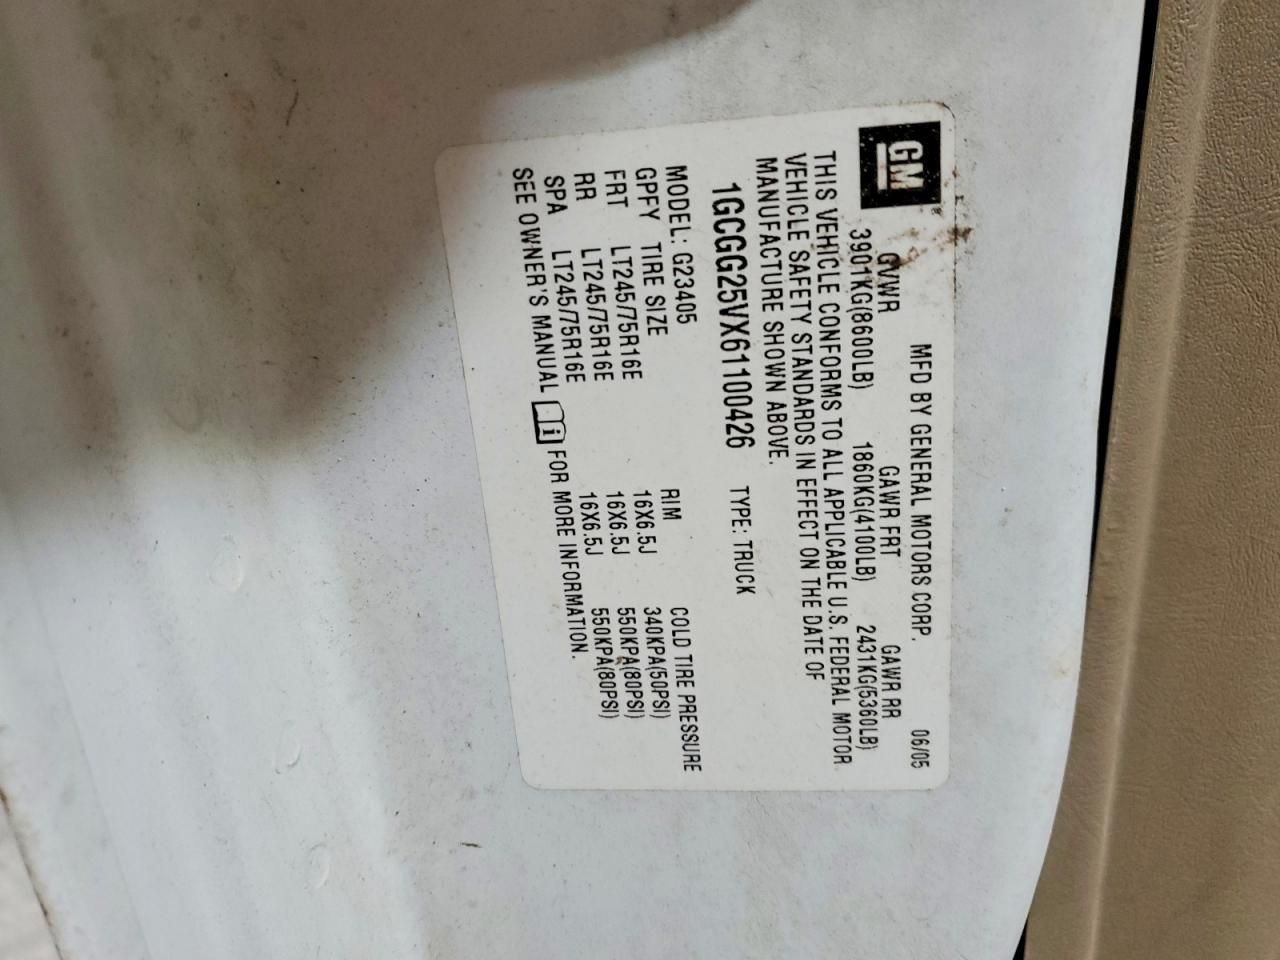 GM
MFD BY GENERAL MOTORS CORP. 06/05
GVWR GAWR FRT GAWR RR
3901KG(8600LB) 1860KG(4100LB) 2431KG(5360LB)
THIS VEHICLE CONFORMS TO ALL APPLICABLE U.S. FEDERAL MOTOR
VEHICLE SAFETY STANDARDS IN EFFECT ON THE DATE OF
MANUFACTURE SHOWN ABOVE.
1GCGG25VX61100426 TYPE: TRUCK
MODEL: G23405
GPFY TIRE SIZE RIM COLD TIRE PRESSURE
FRT LT245/75R16E 16X6.5J 340KPA(50PSI)
RR LT245/75R16E 16X6.5J 550KPA(80PSI)
SPA LT245/75R16E 16X6.5J 550KPA(80PSI)
SEE OWNER'S MANUAL i FOR MORE INFORMATION.